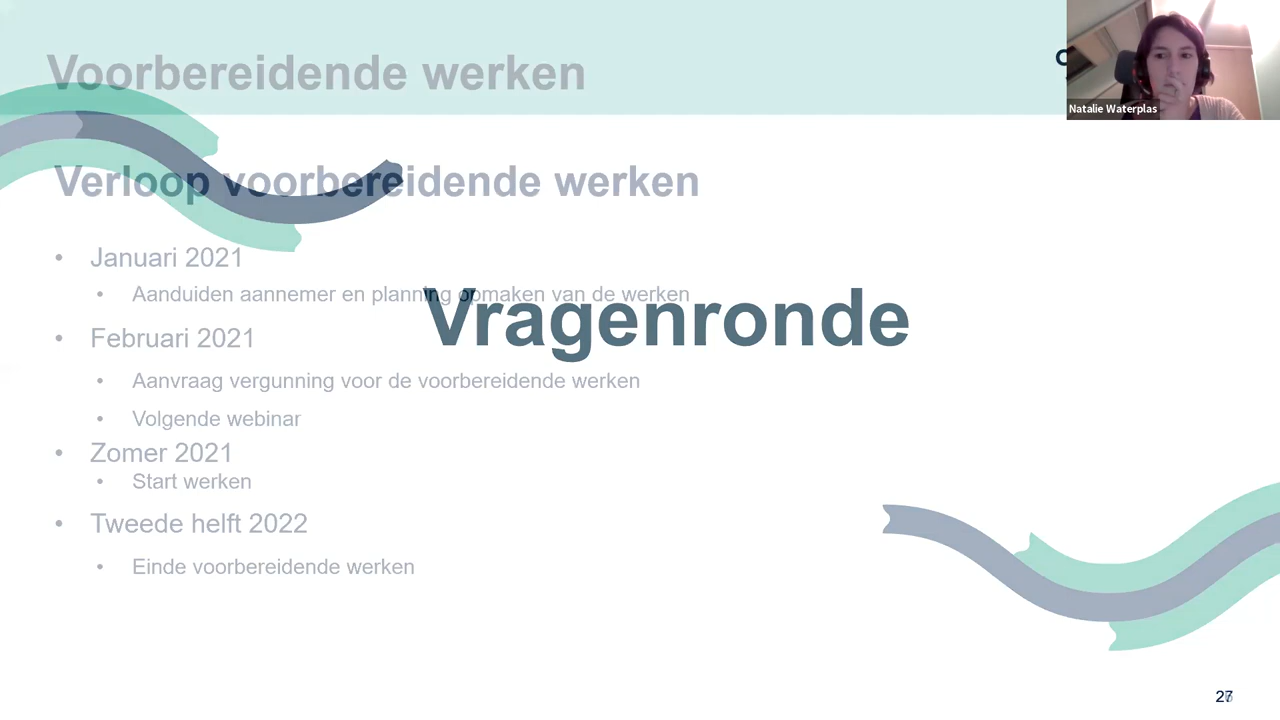 Voorbereidende werken
Natalie Waterplas
Verloop voorbereidende werken
• Januari 2021
• Aanduiden aannemer en planning opmaken van de werken
Vragenronde
• Februari 2021
• Aanvraag vergunning voor de voorbereidende werken
• Volgende webinar
• Zomer 2021
• Start werken
• Tweede helft 2022
• Einde voorbereidende werken